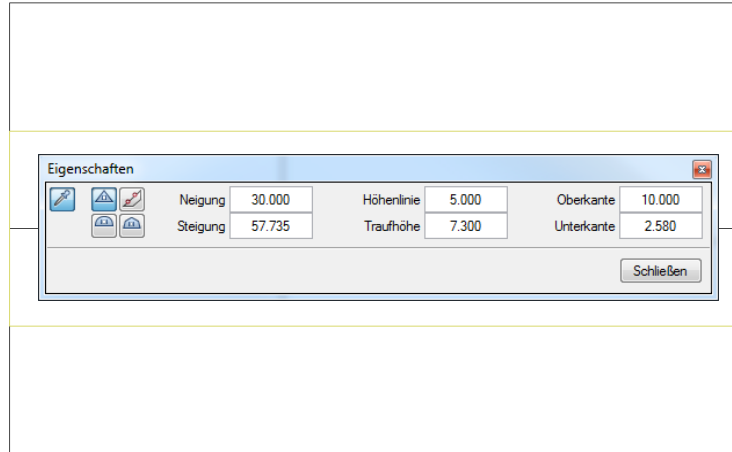 Eigenschaften
Neigung 30.000 Höhenlinie 5.000 Oberkante 10.000
Steigung 57.735 Traufhöhe 7.300 Unterkante 2.580
Schließen